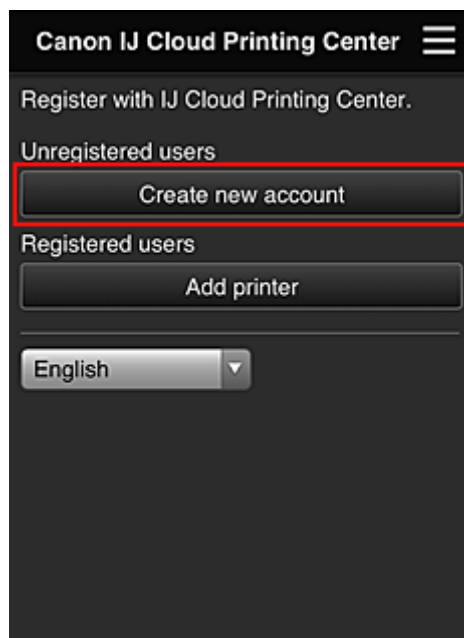 Canon IJ Cloud Printing Center
Register with IJ Cloud Printing Center.
Unregistered users
Create new account
Registered users
Add printer
English